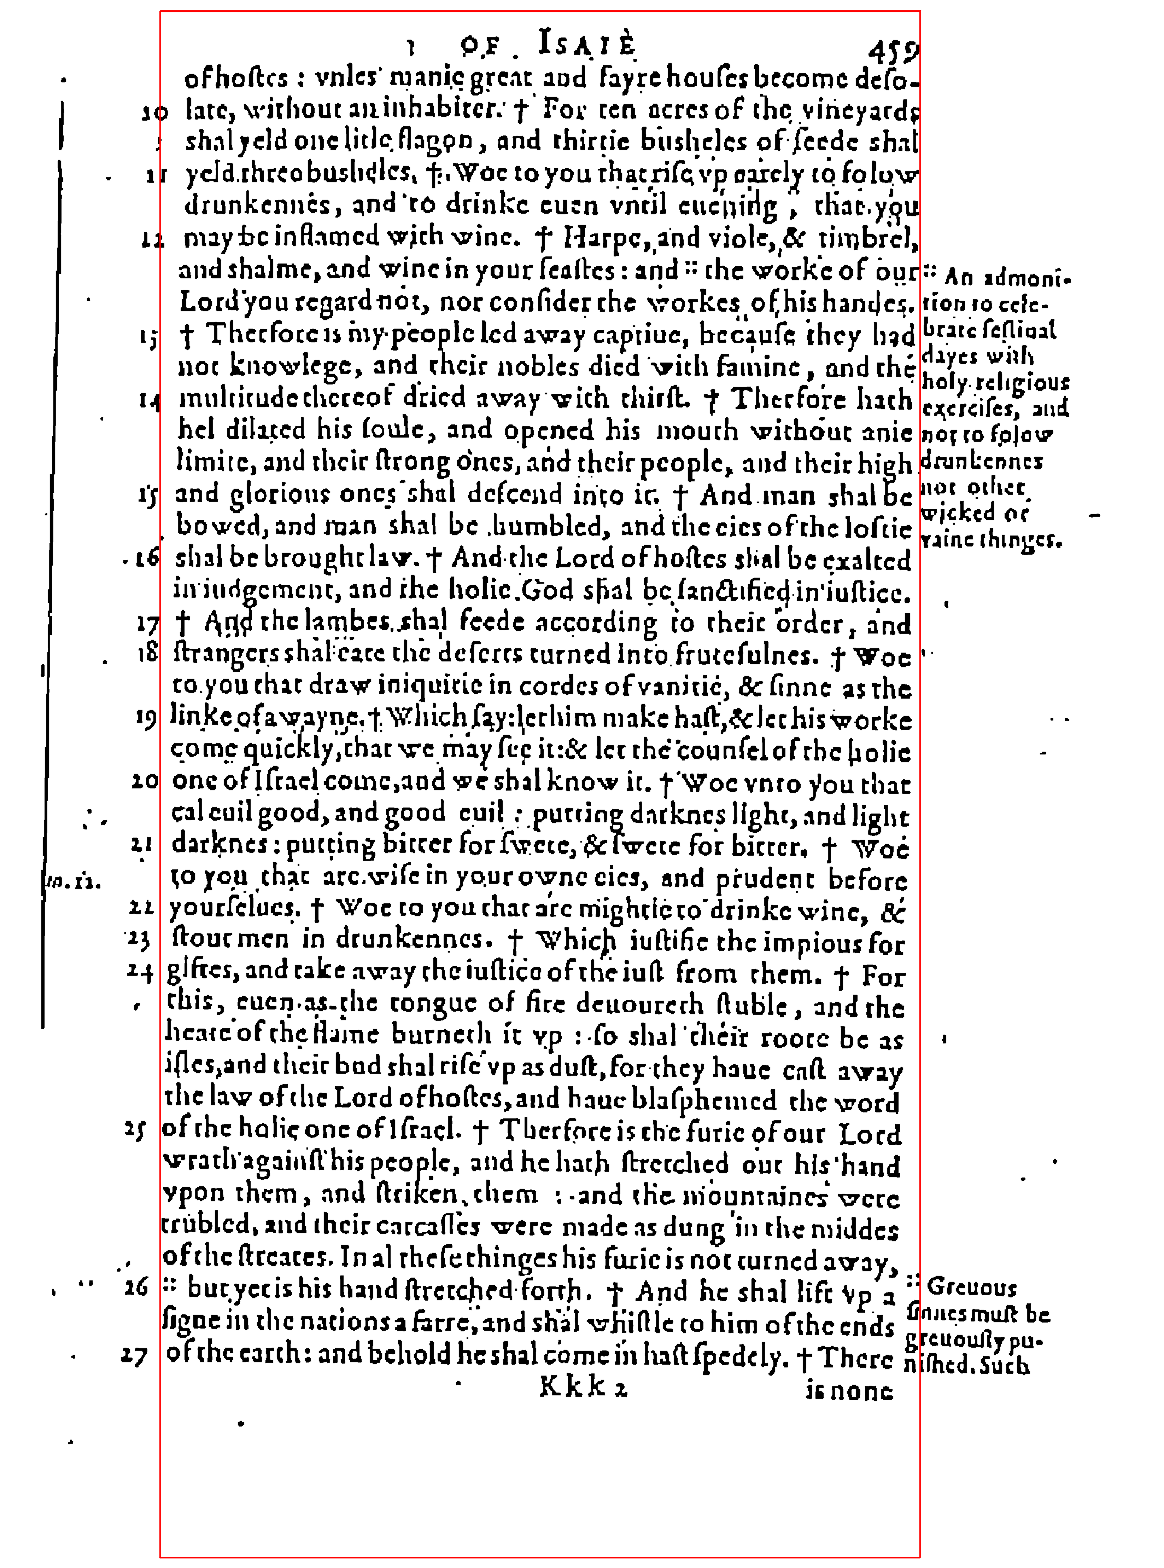 OF ISAIE 459
of hoſtes : vnles manie great and fayre houſes become deſo-
10 late, without an inhabiter. † For ten acres of the vineyards
shal yeld one litle flagon, and thirtie bushels of ſeede shal
11 yeld three bushels. †. Woe to you that riſe vp early to folow
drunkennes, and to drinke euen vntil euening, that you
12 may be inflamed with wine. † Harpe, and viole, & timbrel,
and shalme, and wine in your feaſtes : and :: the worke of our
Lord you regard not, nor conſider the workes of his handes.
:: An admoni-
tion to cele-
brate feſtiual
dayes with
holy religious
exerciſes, and
not to folow
drunkennes
nor other
wicked or
vaine thinges.
13 † Therfore is my people led away captiue, becauſe they had
not knowlege, and their nobles died with famine, and the
14 multitude thereof dried away with thirſt. † Therfore hath
hel dilated his ſoule, and opened his mouth without anie
limite, and their ſtrong ones, and their people, and their high
15 and glorious ones shal deſcend into it. † And man shal be
bowed, and man shal be humbled, and the eies of the loftie
16 shal be brought law. † And the Lord of hoſtes shal be exalted
in iudgement, and the holie God shal be ſanctified in iuſtice.
17 † And the lambes shal feede according to their order, and
18 ſtrangers shal eate the deſerts turned into frutefulnes. † Woe
to you that draw iniquitie in cordes of vanitie, & ſinne as the
19 linke of a wayne. † Which ſay : let him make haſt, & let his worke
come quickly, that we may ſee it : & let the counſel of the holie
20 one of Iſrael come, and we shal know it. † Woe vnto you that
cal euil good, and good euil : putting darknes light, and light
21 darknes : putting bitter for ſwete, & ſwete for bitter. † Woe
to you that are wiſe in your owne eies, and prudent before
22 yourſelues. † Woe to you that are mightie to drinke wine, &
23 ſtout men in drunkennes. † Which iuſtifie the impious for
24 giftes, and take away the iuſtice of the iuſt from them. † For
this, euen as the tongue of fire deuoureth ſtuble, and the
heate of the flame burneth it vp : ſo shal their roote be as
iſles, and their bud shal riſe vp as duſt, for they haue caſt away
the law of the Lord of hoſtes, and haue blaſphemed the word
25 of the holie one of Iſrael. † Therfore is the furie of our Lord
wrath againſt his people, and he hath ſtretched out his hand
vpon them, and ſtriken them : and the mountaines were
trubled, and their carcaſſes were made as dung in the middes
of the ſtreates. In al theſe thinges his furie is not turned away,
26 :: but yet is his hand ſtretched forth. † And he shal lift vp a
ſigne in the nations a farre, and shal whiſtle to him of the ends
27 of the earth : and behold he shal come in haſt ſpedely. † There
:: Greuous
ſinnes muſt be
greuouſly pu-
niſhed. Such
Kkk 2 is none